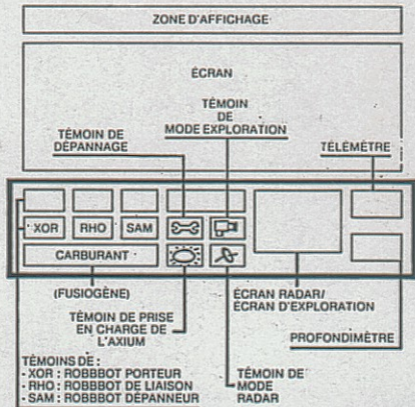 ZONE D'AFFICHAGE
ÉCRAN
TÉMOIN
DE
MODE EXPLORATION
TÉMOIN DE
DÉPANNAGE
TÉLÉMÈTRE
XOR RHO SAM
CARBURANT
(FUSIOGÈNE)
TÉMOIN DE PRISE
EN CHARGE DE
L'AXIUM
ÉCRAN RADAR/
ÉCRAN D'EXPLORATION
PROFONDIMÈTRE
TÉMOINS DE :
- XOR : ROBBBOT PORTEUR
- RHO : ROBBBOT DE LIAISON
- SAM : ROBBBOT DÉPANNEUR
TÉMOIN DE
MODE
RADAR